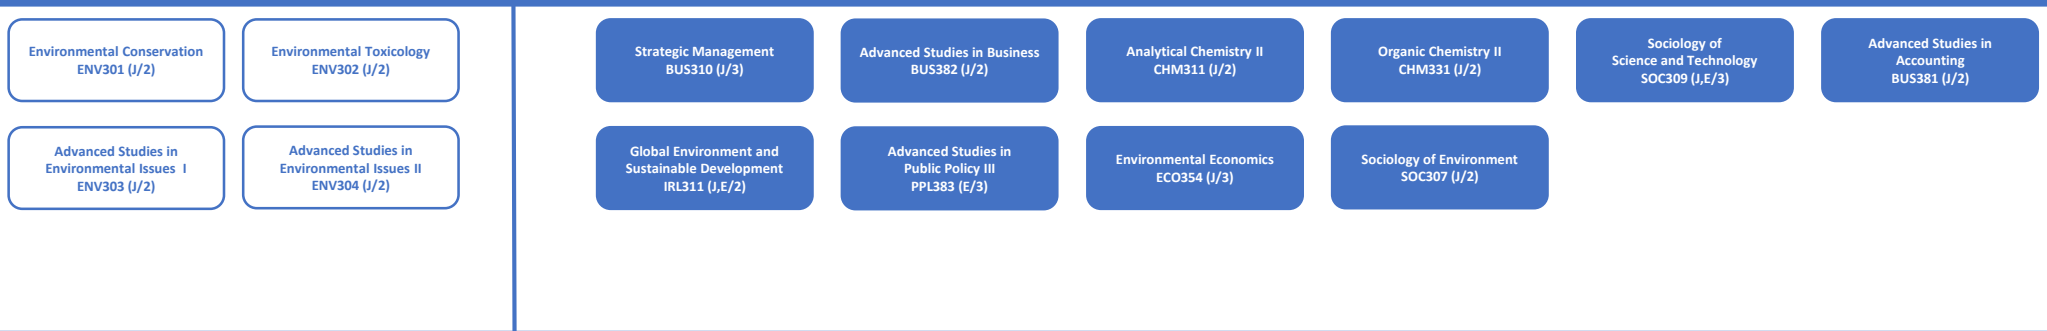 Environmental Conservation
ENV301 (J/2)
Environmental Toxicology
ENV302 (J/2)
Strategic Management
BUS310 (J/3)
Advanced Studies in Business
BUS382 (J/2)
Analytical Chemistry II
CHM311 (J/2)
Organic Chemistry II
CHM331 (J/2)
Sociology of
Science and Technology
SOC309 (J,E/3)
Advanced Studies in
Accounting
BUS381 (J/2)
Advanced Studies in
Environmental Issues I
ENV303 (J/2)
Advanced Studies in
Environmental Issues II
ENV304 (J/2)
Global Environment and
Sustainable Development
IRL311 (J,E/2)
Advanced Studies in
Public Policy III
PPL383 (E/3)
Environmental Economics
ECO354 (J/3)
Sociology of Environment
SOC307 (J/2)